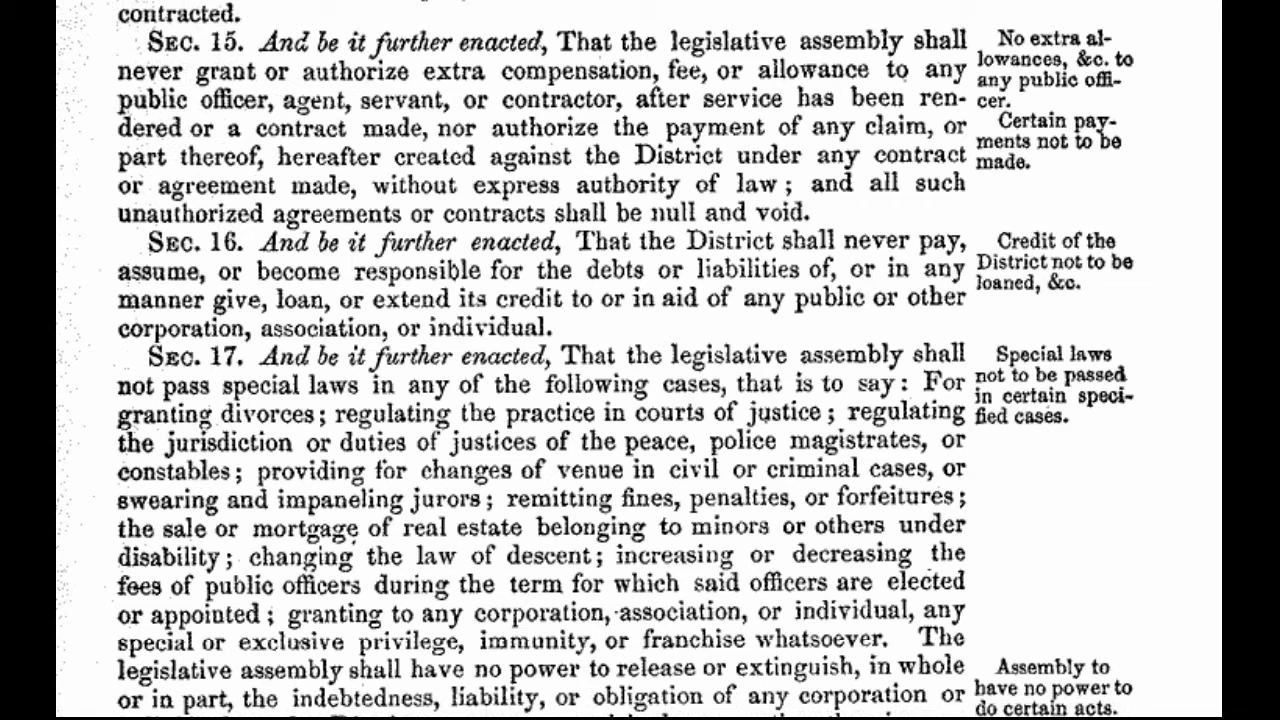 contracted.
SEC. 15. And be it further enacted, That the legislative assembly shall
never grant or authorize extra compensation, fee, or allowance to any
public officer, agent, servant, or contractor, after service has been ren-
dered or a contract made, nor authorize the payment of any claim, or
part thereof, hereafter created against the District under any contract
or agreement made, without express authority of law; and all such
unauthorized agreements or contracts shall be null and void.
SEC. 16. And be it further enacted, That the District shall never pay,
assume, or become responsible for the debts or liabilities of, or in any
manner give, loan, or extend its credit to or in aid of any public or other
corporation, association, or individual.
SEC. 17. And be it further enacted, That the legislative assembly shall
not pass special laws in any of the following cases, that is to say: For
granting divorces; regulating the practice in courts of justice; regulating
the jurisdiction or duties of justices of the peace, police magistrates, or
constables; providing for changes of venue in civil or criminal cases, or
swearing and impaneling jurors; remitting fines, penalties, or forfeitures;
the sale or mortgage of real estate belonging to minors or others under
disability; changing the law of descent; increasing or decreasing the
fees of public officers during the term for which said officers are elected
or appointed; granting to any corporation, association, or individual, any
special or exclusive privilege, immunity, or franchise whatsoever. The
legislative assembly shall have no power to release or extinguish, in whole
or in part, the indebtedness, liability, or obligation of any corporation or
No extra al-
lowances, &c. to
any public offi-
cer.
Certain pay-
ments not to be
made.
Credit of the
District not to be
loaned, &c.
Special laws
not to be passed
in certain speci-
fied cases.
Assembly to
have no power to
do certain acts.